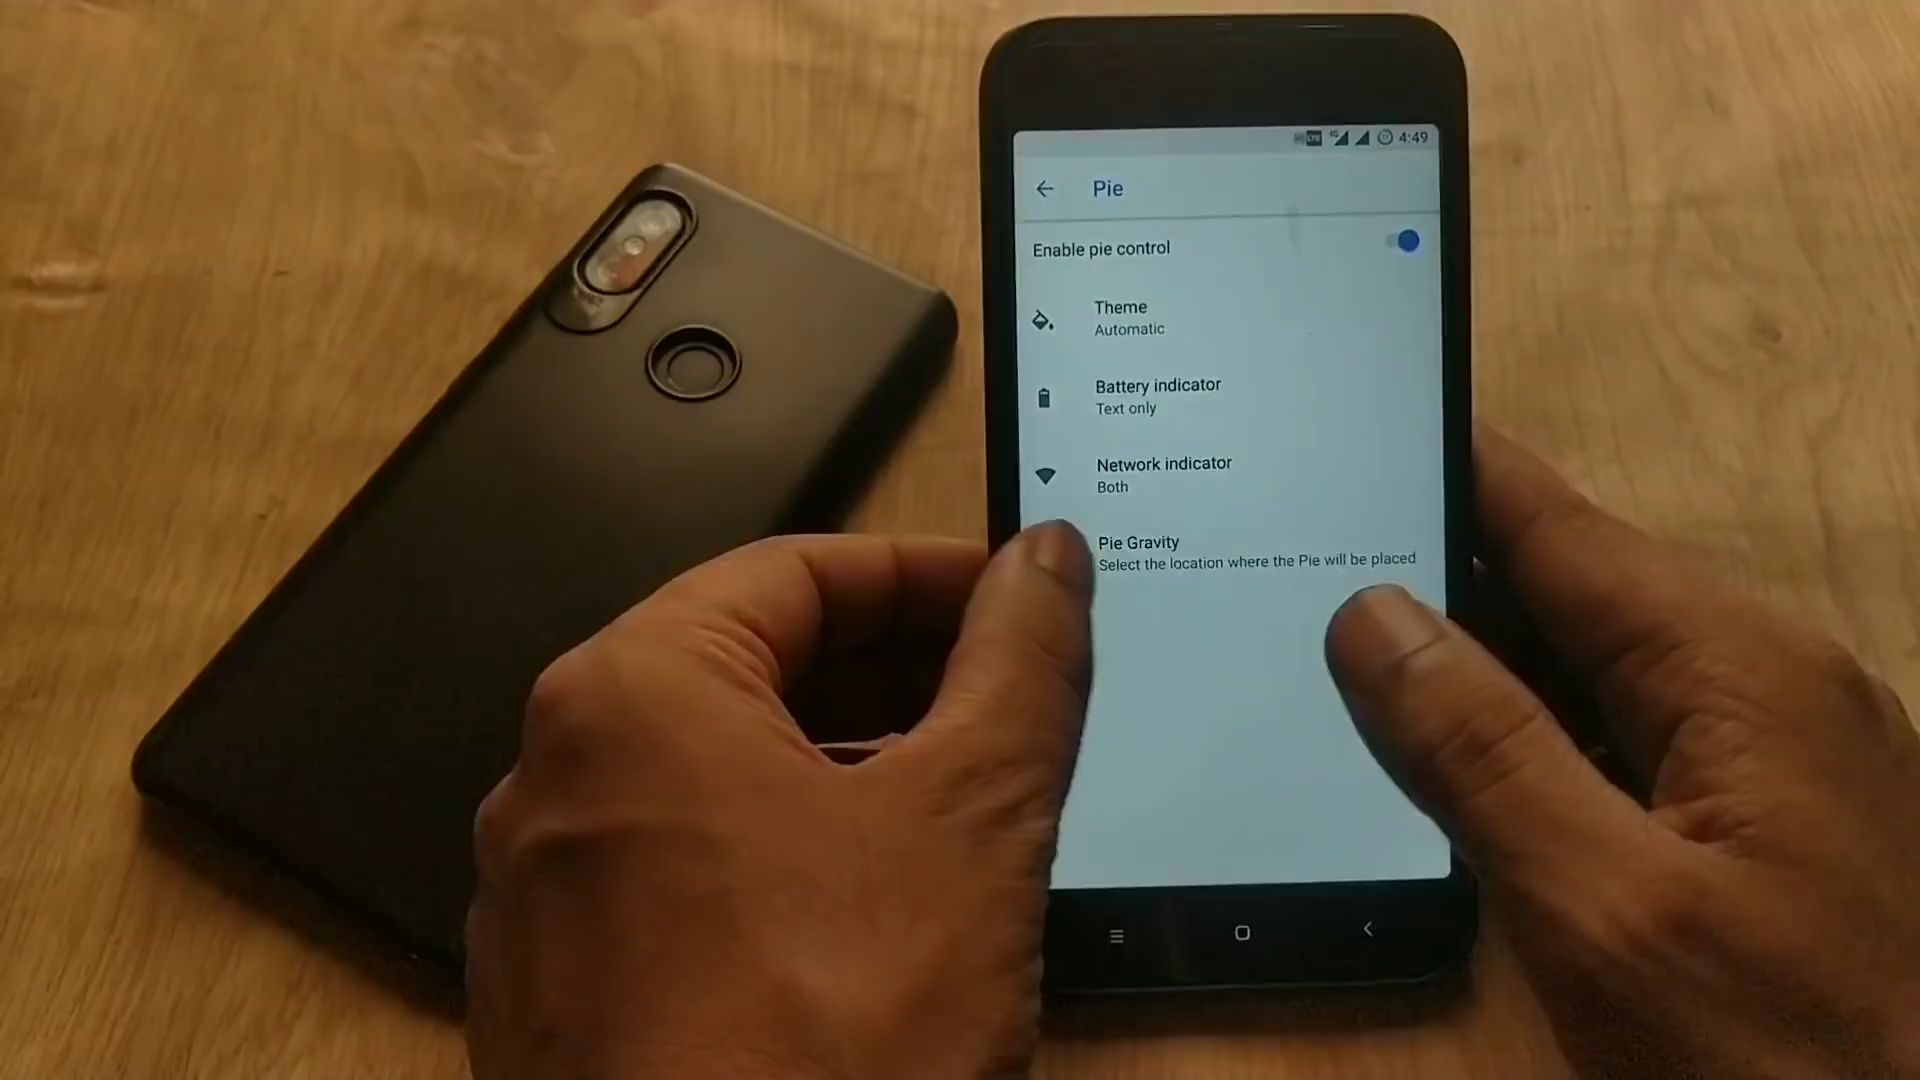 4:49
Pie
Enable pie control
Theme
Automatic
Battery indicator
Text only
Network indicator
Both
Pie Gravity
Select the location where the Pie will be placed